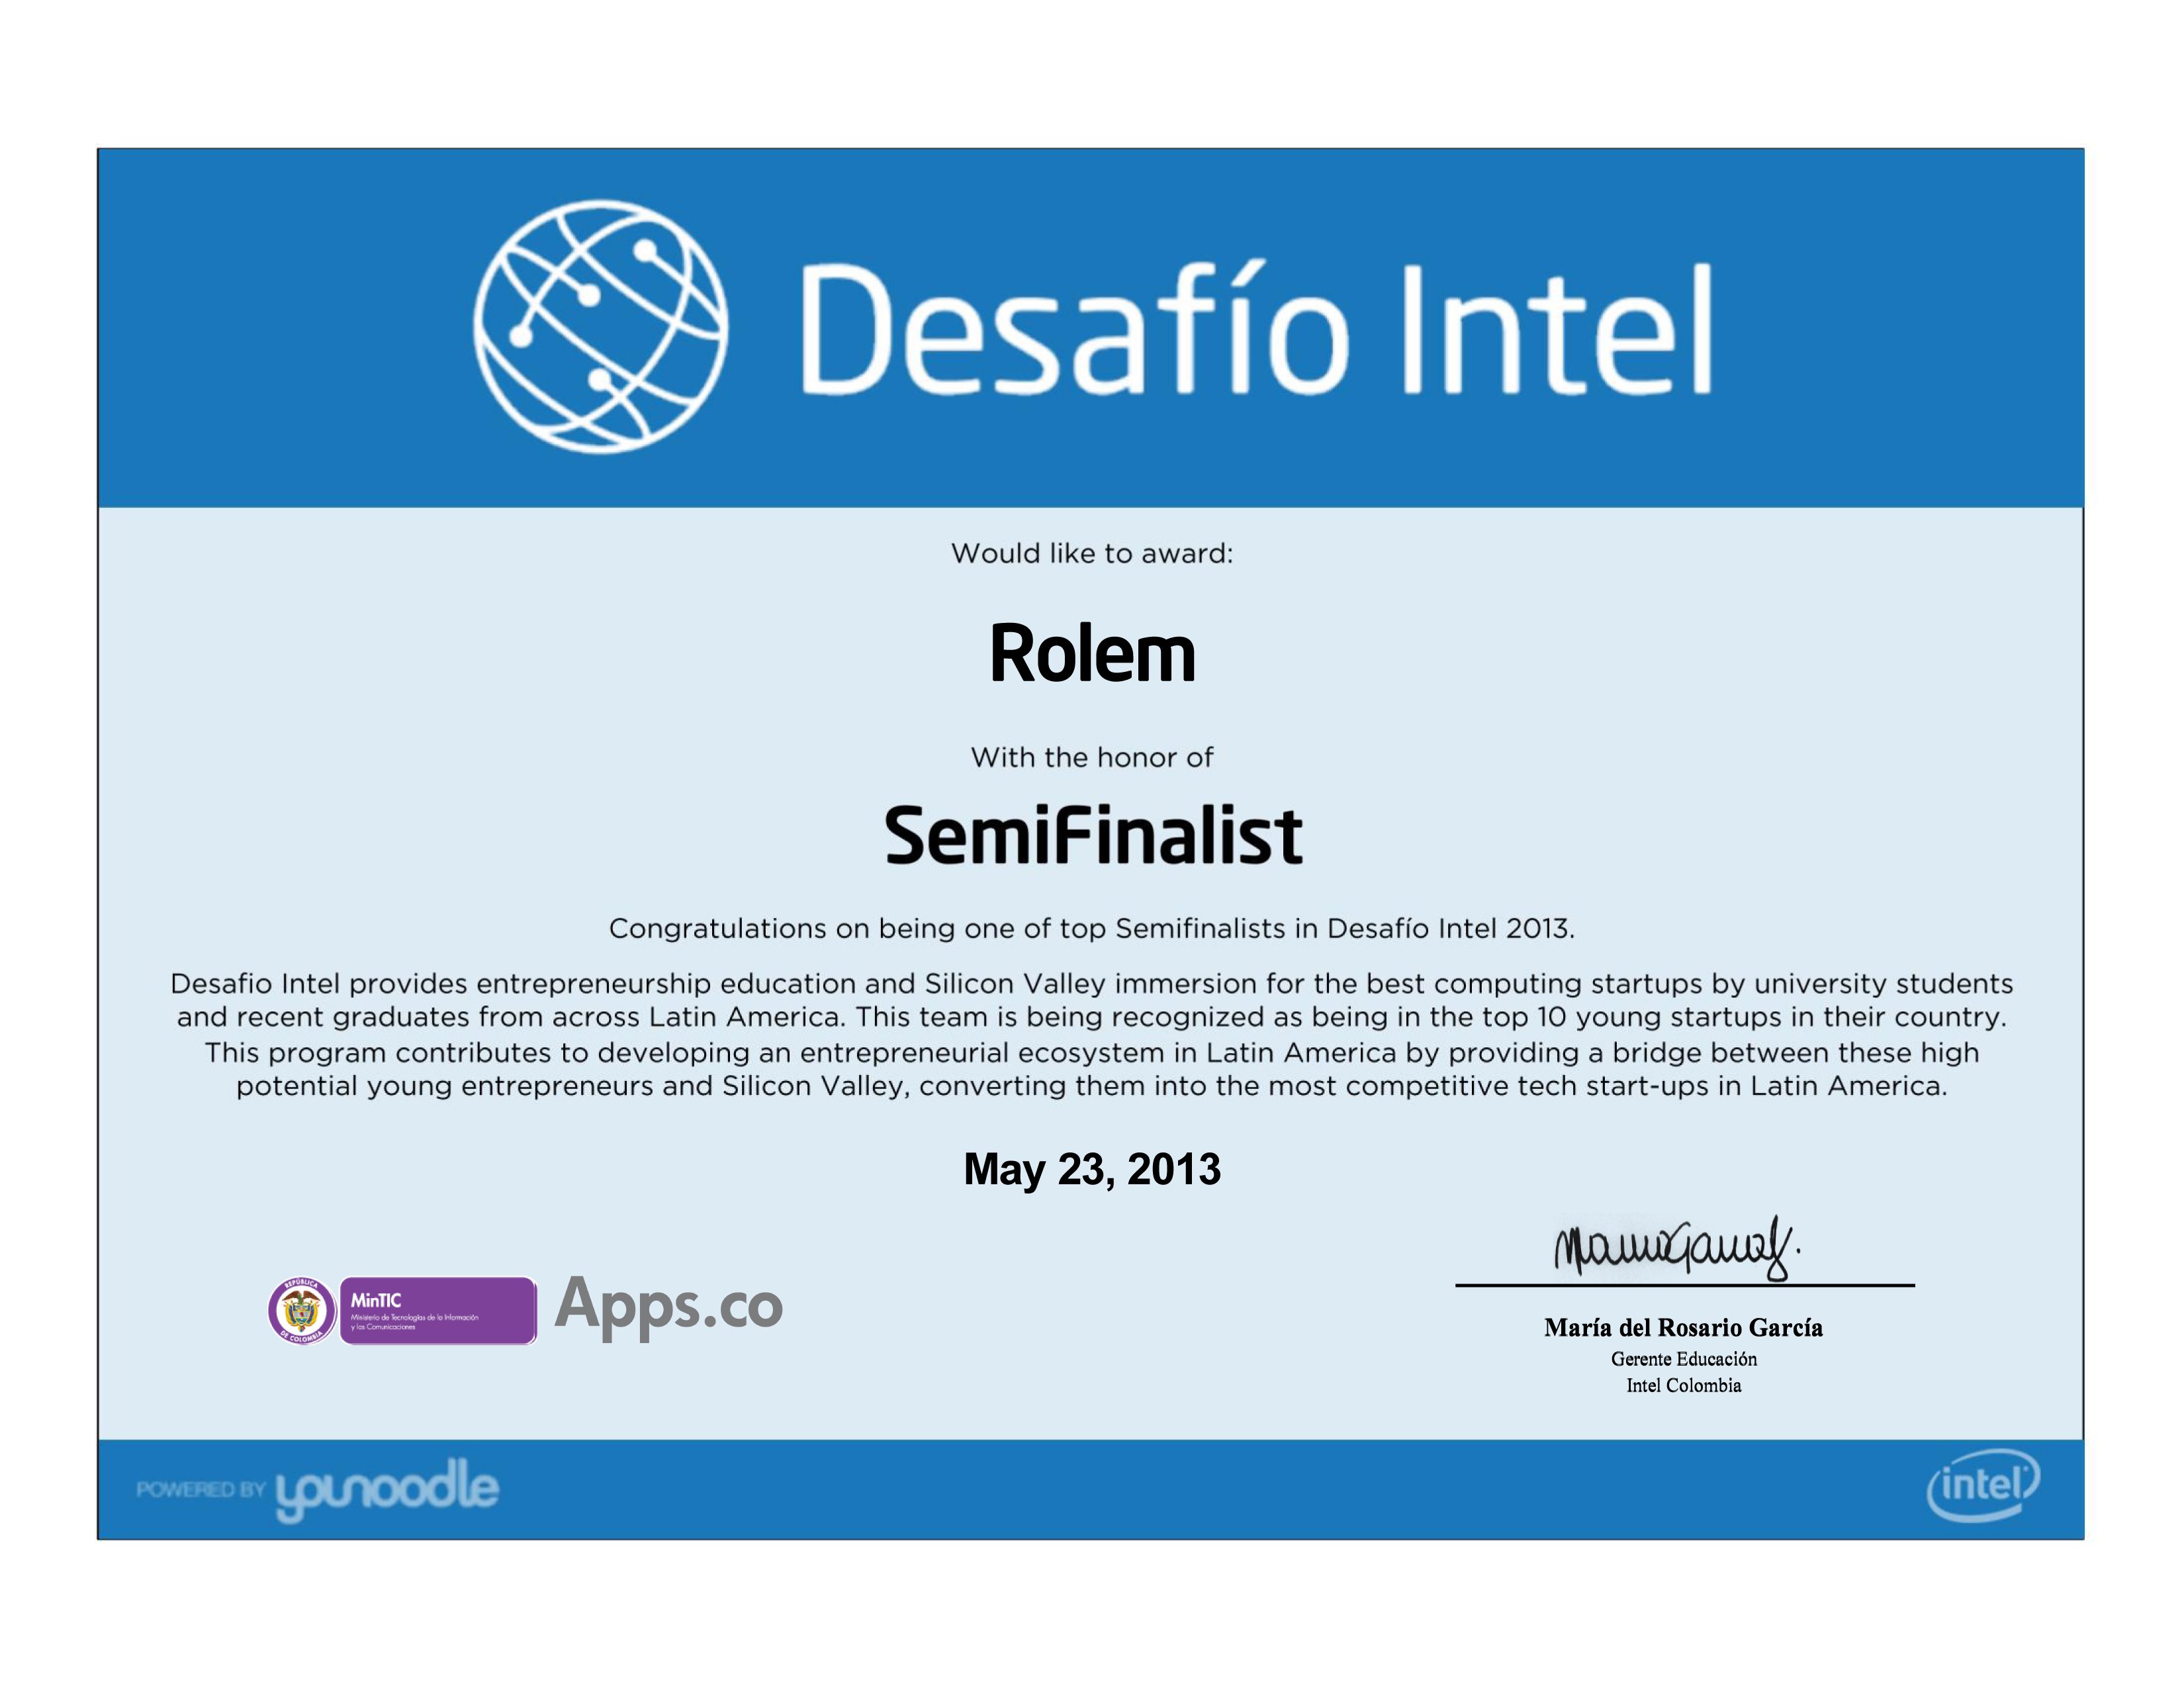 Desafío Intel
Would like to award:
Rolem
With the honor of
SemiFinalist
Congratulations on being one of top Semifinalists in Desafío Intel 2013.
Desafio Intel provides entrepreneurship education and Silicon Valley immersion for the best computing startups by university students
and recent graduates from across Latin America. This team is being recognized as being in the top 10 young startups in their country.
This program contributes to developing an entrepreneurial ecosystem in Latin America by providing a bridge between these high
potential young entrepreneurs and Silicon Valley, converting them into the most competitive tech start-ups in Latin America.
May 23, 2013
REPÚBLICA
DE COLOMBIA
MinTIC
Ministerio de Tecnologías de la Información
y las Comunicaciones
Apps.co
María del Rosario García
Gerente Educación
Intel Colombia
POWERED BY younoodle
intel